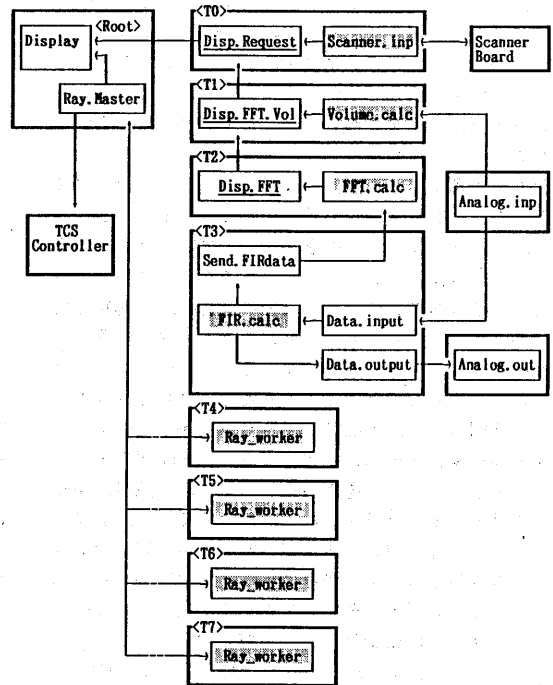 <Root>
Display
Ray.Master
TCS
Controller
<T0>
Disp.Request
Scanner.inp
Scanner
Board
<T1>
Disp.FFT.Vol
Volume.calc
<T2>
Disp.FFT
FFT.calc
Analog.inp
<T3>
Send.FIRdata
FIR.calc
Data.input
Data.output
Analog.out
<T4>
Ray_worker
<T5>
Ray_worker
<T6>
Ray_worker
<T7>
Ray_worker